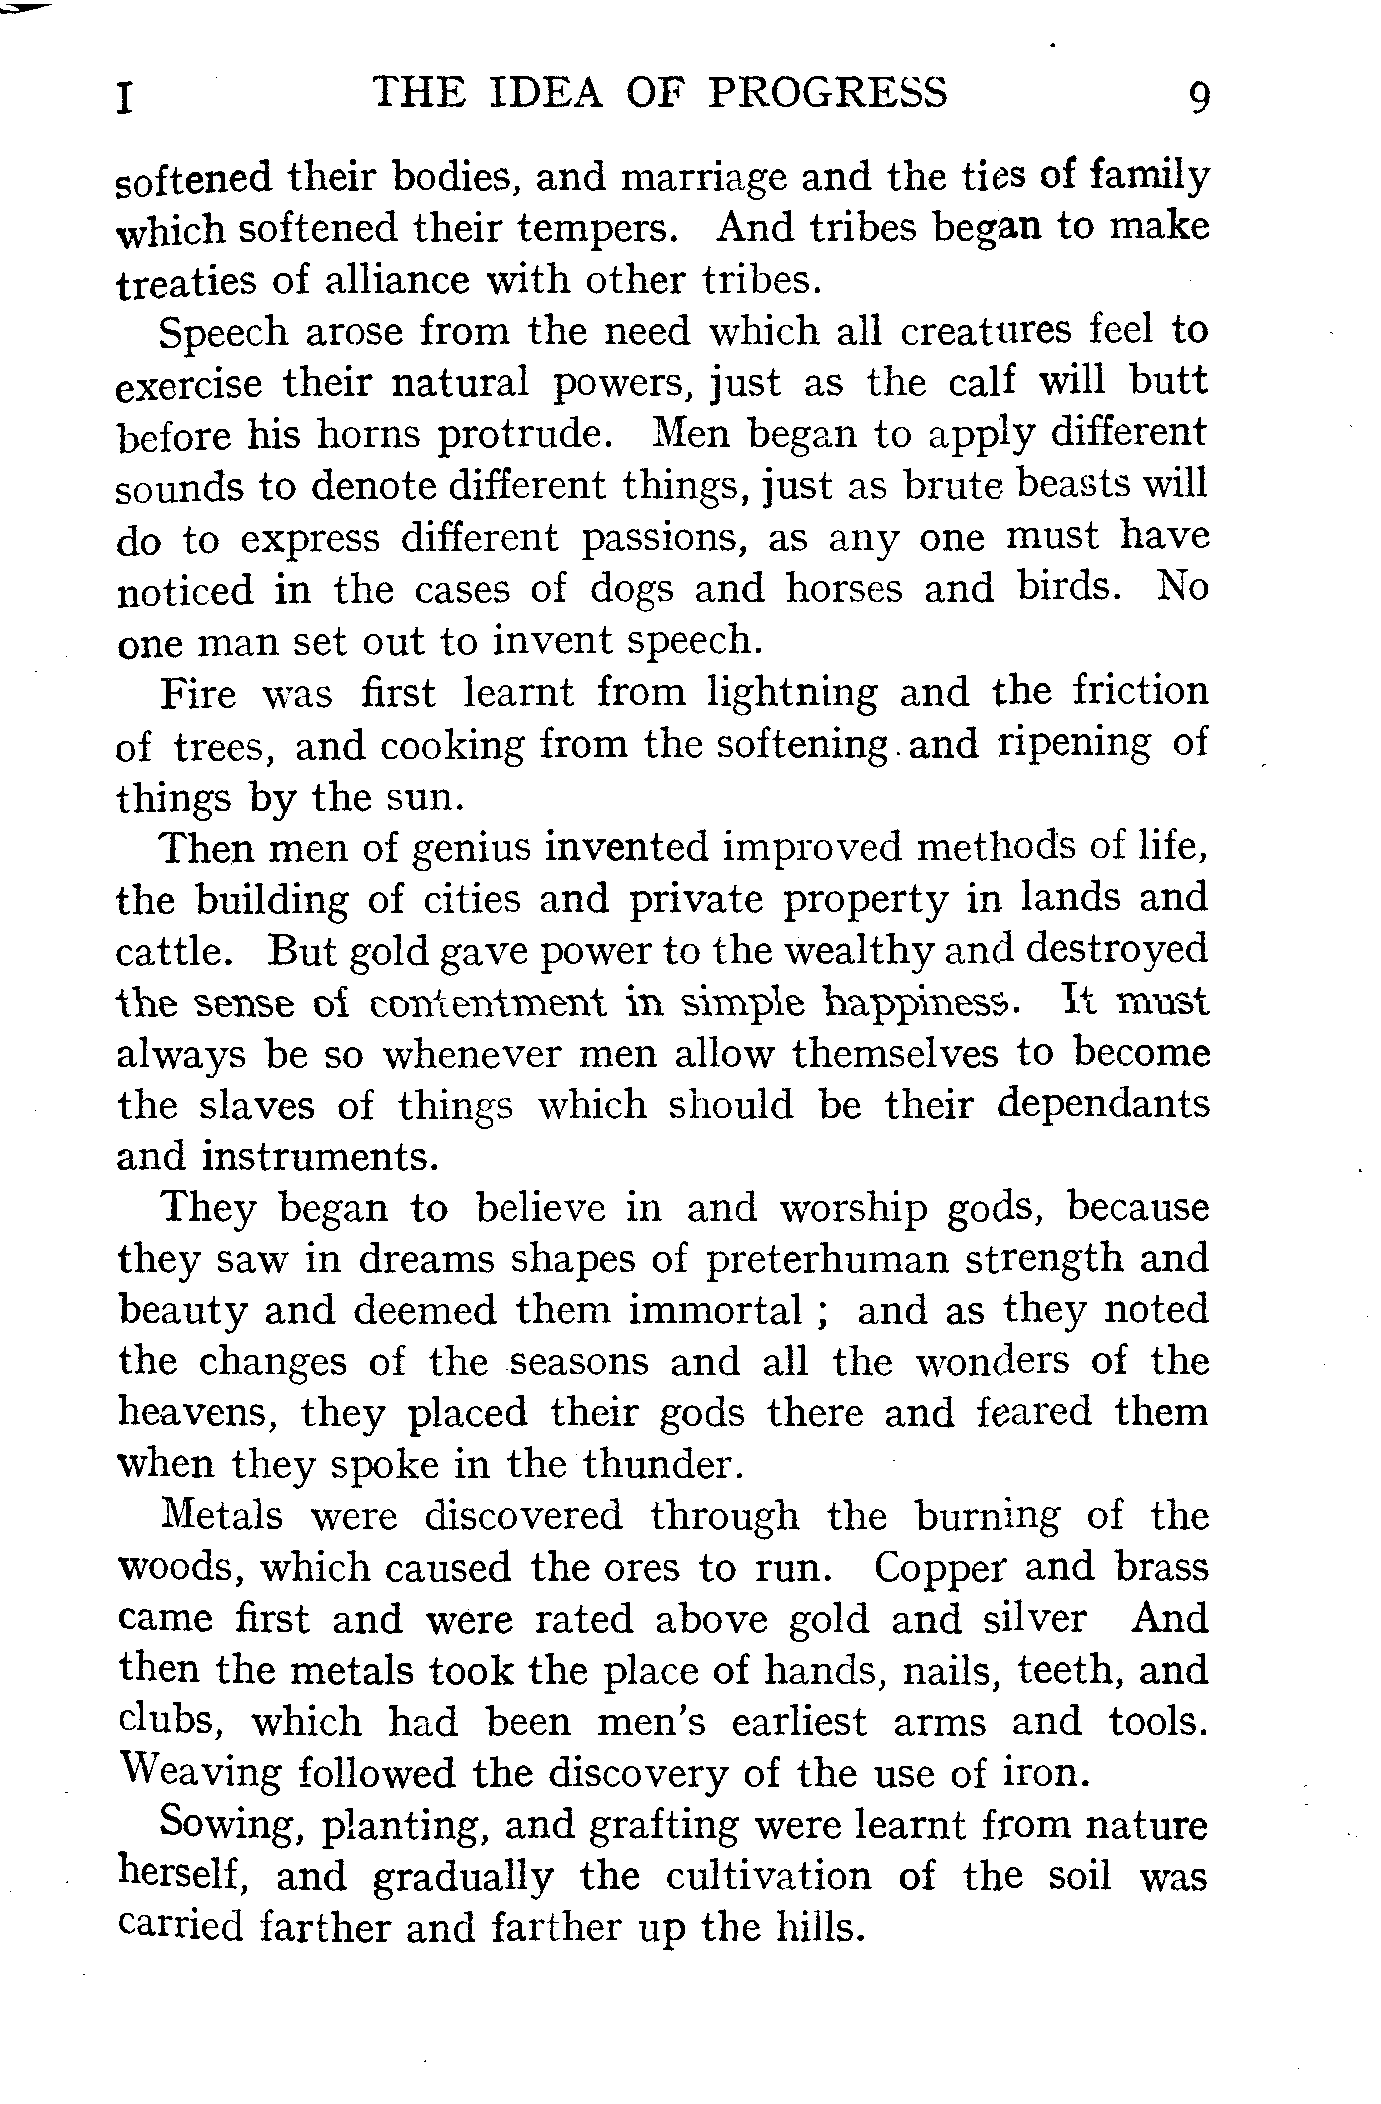 I THE IDEA OF PROGRESS 9
softened their bodies, and marriage and the ties of family
which softened their tempers. And tribes began to make
treaties of alliance with other tribes.
Speech arose from the need which all creatures feel to
exercise their natural powers, just as the calf will butt
before his horns protrude. Men began to apply different
sounds to denote different things, just as brute beasts will
do to express different passions, as any one must have
noticed in the cases of dogs and horses and birds. No
one man set out to invent speech.
Fire was first learnt from lightning and the friction
of trees, and cooking from the softening and ripening of
things by the sun.
Then men of genius invented improved methods of life,
the building of cities and private property in lands and
cattle. But gold gave power to the wealthy and destroyed
the sense of contentment in simple happiness. It must
always be so whenever men allow themselves to become
the slaves of things which should be their dependants
and instruments.
They began to believe in and worship gods, because
they saw in dreams shapes of preterhuman strength and
beauty and deemed them immortal ; and as they noted
the changes of the seasons and all the wonders of the
heavens, they placed their gods there and feared them
when they spoke in the thunder.
Metals were discovered through the burning of the
woods, which caused the ores to run. Copper and brass
came first and were rated above gold and silver And
then the metals took the place of hands, nails, teeth, and
clubs, which had been men's earliest arms and tools.
Weaving followed the discovery of the use of iron.
Sowing, planting, and grafting were learnt from nature
herself, and gradually the cultivation of the soil was
carried farther and farther up the hills.